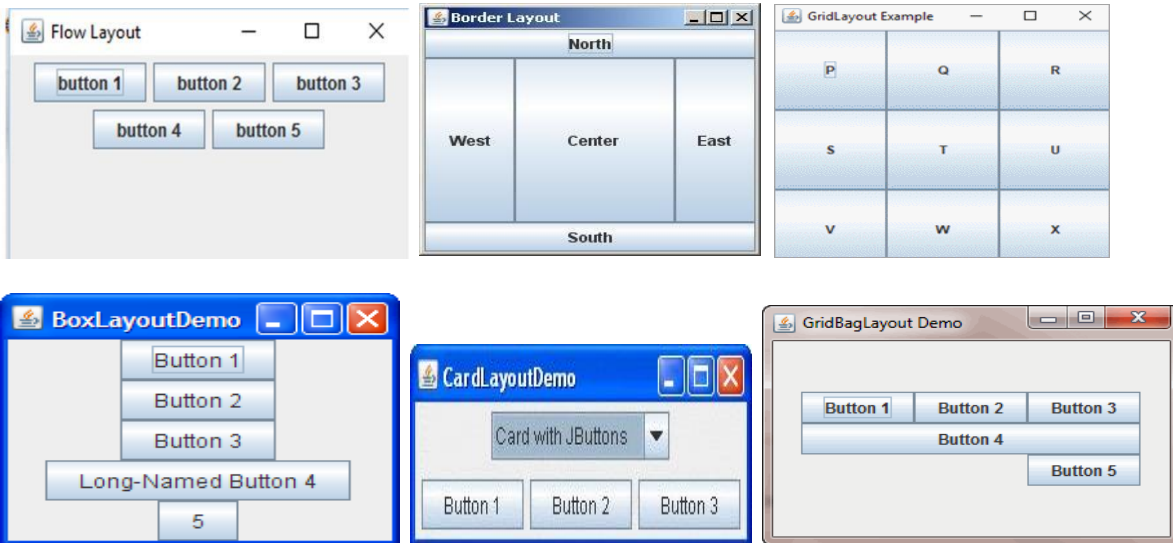 Flow Layout
button 1 button 2 button 3
button 4 button 5
Border Layout
North
West Center East
South
GridLayout Example
P Q R
S T U
V W X
BoxLayoutDemo
Button 1
Button 2
Button 3
Long-Named Button 4
5
CardLayoutDemo
Card with JButtons
Button 1 Button 2 Button 3
GridBagLayout Demo
Button 1 Button 2 Button 3
Button 4
Button 5